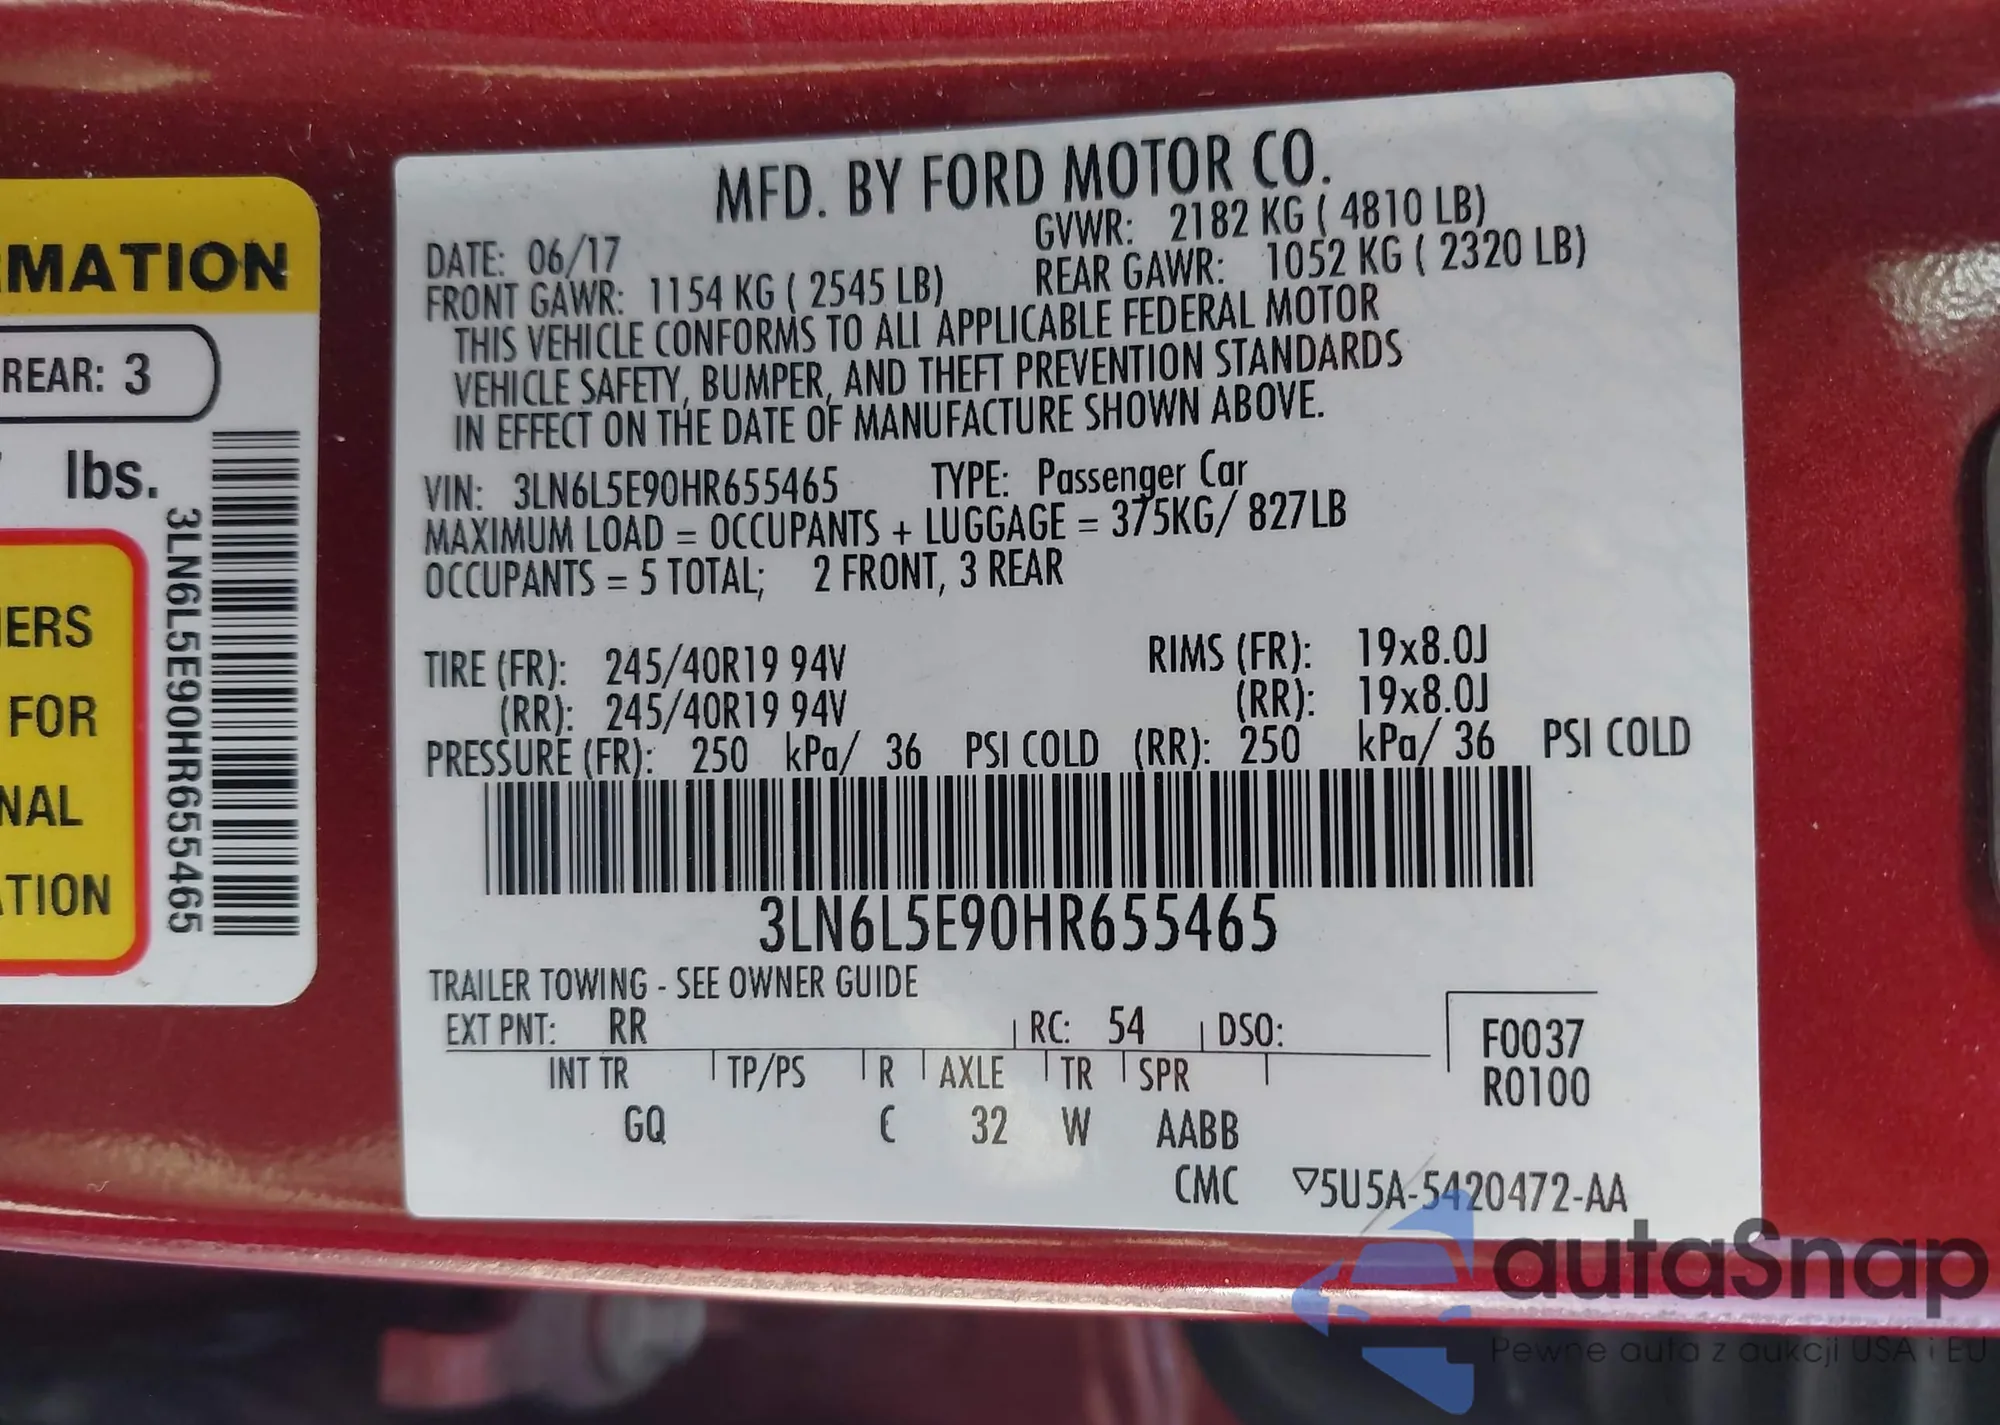 RMATION
REAR: 3
lbs.
3LN6L5E90HR655465
FOR
MFD. BY FORD MOTOR CO.
DATE: 06/17 GVWR: 2182 KG ( 4810 LB)
FRONT GAWR: 1154 KG ( 2545 LB) REAR GAWR: 1052 KG ( 2320 LB)
THIS VEHICLE CONFORMS TO ALL APPLICABLE FEDERAL MOTOR
VEHICLE SAFETY, BUMPER, AND THEFT PREVENTION STANDARDS
IN EFFECT ON THE DATE OF MANUFACTURE SHOWN ABOVE.
VIN: 3LN6L5E90HR655465 TYPE: Passenger Car
MAXIMUM LOAD = OCCUPANTS + LUGGAGE = 375KG/ 827LB
OCCUPANTS = 5 TOTAL; 2 FRONT, 3 REAR
TIRE (FR): 245/40R19 94V RIMS (FR): 19x8.0J
(RR): 245/40R19 94V (RR): 19x8.0J
PRESSURE (FR): 250 kPa/ 36 PSI COLD (RR): 250 kPa/ 36 PSI COLD
3LN6L5E90HR655465
TRAILER TOWING - SEE OWNER GUIDE
EXT PNT: RR RC: 54 DSO:
INT TR TP/PS R AXLE TR SPR
GQ C 32 W AABB
F0037
R0100
CMC ▽5U5A-5420472-AA
autaSnap
Pewne auta z aukcji USA i EU